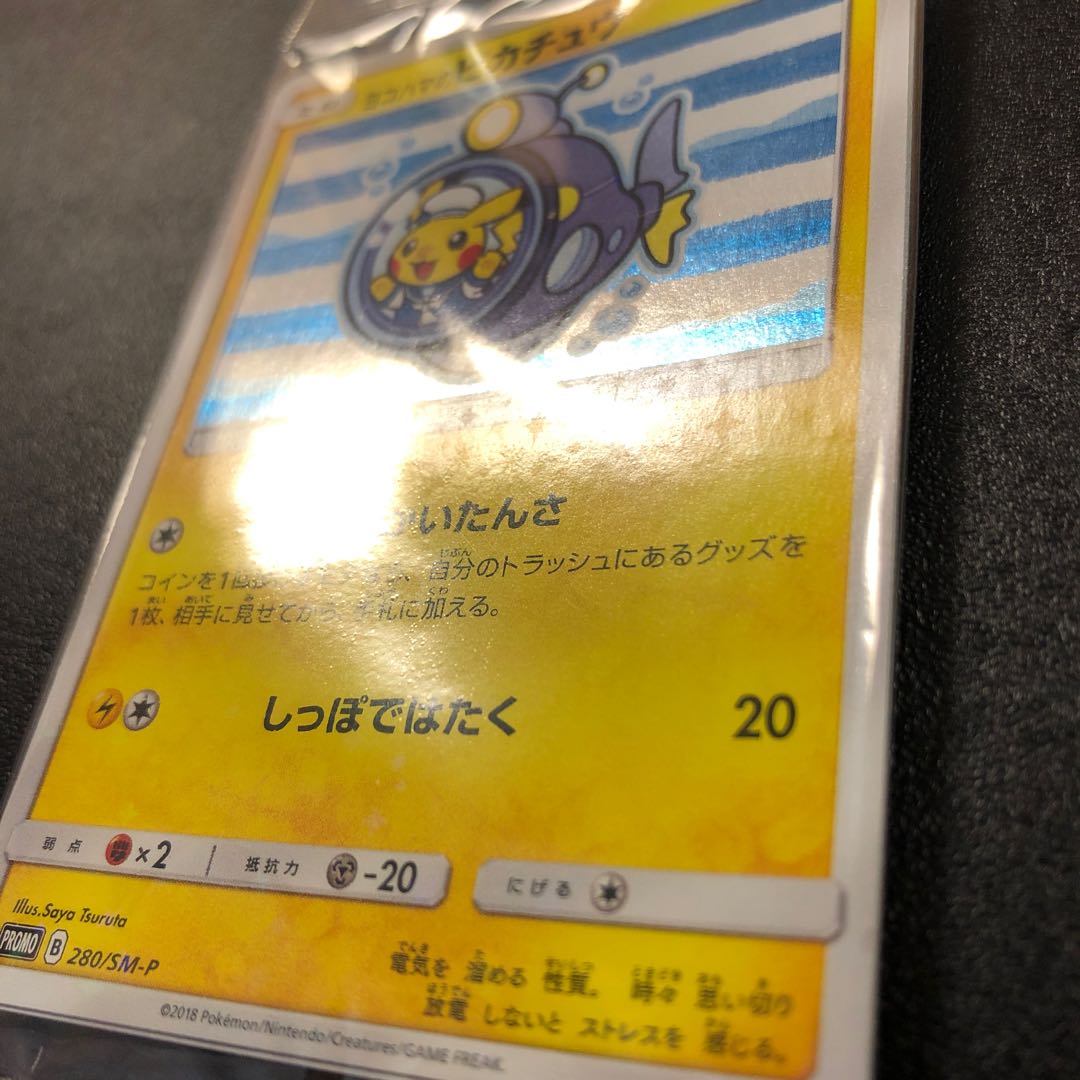 ヨコハマのピカチュウ
いたんさ
コインを1回
自分のトラッシュにあるグッズを
1枚、相手に見せてから、手札に加える。
しっぽではたく 20
弱点 ×2 抵抗力 -20 にげる
Illus.Saya Tsuruta
PROMO B 280/SM-P
電気を 溜める 性質。 時々 思い切り
放電 しないと ストレスを 感じる。
©2018 Pokémon/Nintendo/Creatures/GAME FREAK.